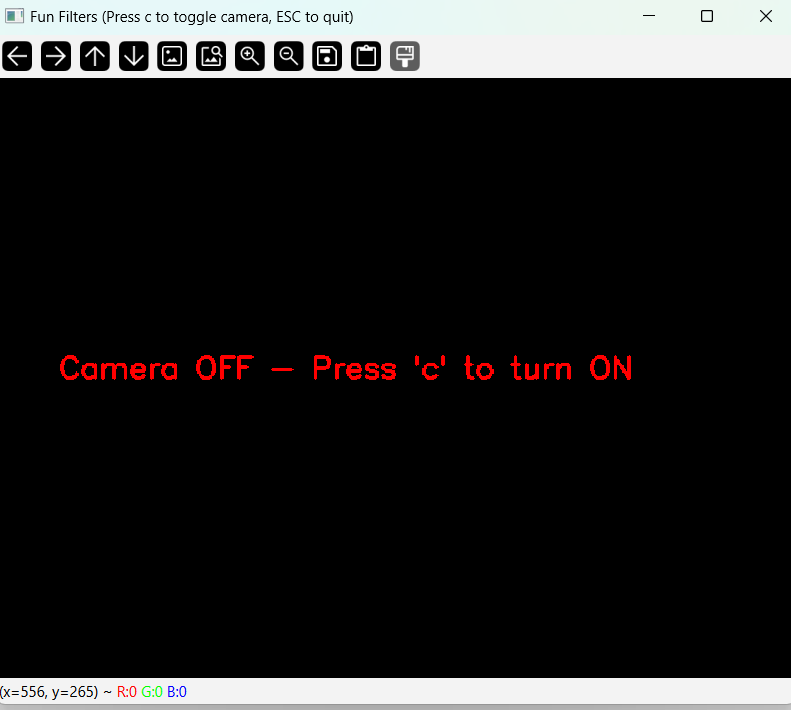 Fun Filters (Press c to toggle camera, ESC to quit)
Camera OFF - Press 'c' to turn ON
(x=556, y=265) ~ R:0 G:0 B:0